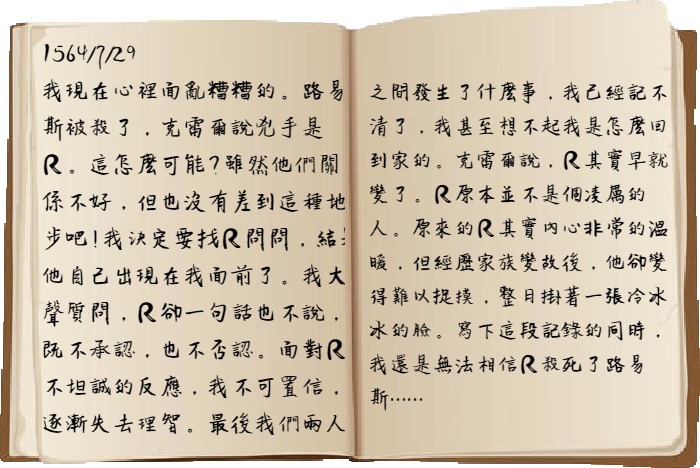 1564/7/29
我現在心裡面亂糟糟的。路易
斯被殺了，克雷爾說兇手是
R。這怎麼可能?雖然他們關
係不好，但也沒有差到這種地
步吧!我決定要找R問問，結果
他自己出現在我面前了。我大
聲質問，R卻一句話也不說，
既不承認，也不否認。面對R
不坦誠的反應，我不可置信，
逐漸失去理智。最後我們兩人
之間發生了什麼事，我已經記不
清了，我甚至想不起我是怎麼回
到家的。克雷爾說，R其實早就
變了。R原本並不是個凌厲的
人。原來的R其實內心非常的溫
暖，但經歷家族變故後，他卻變
得難以捉摸，整日掛著一張冷冰
冰的臉。寫下這段記錄的同時，
我還是無法相信R殺死了路易
斯……